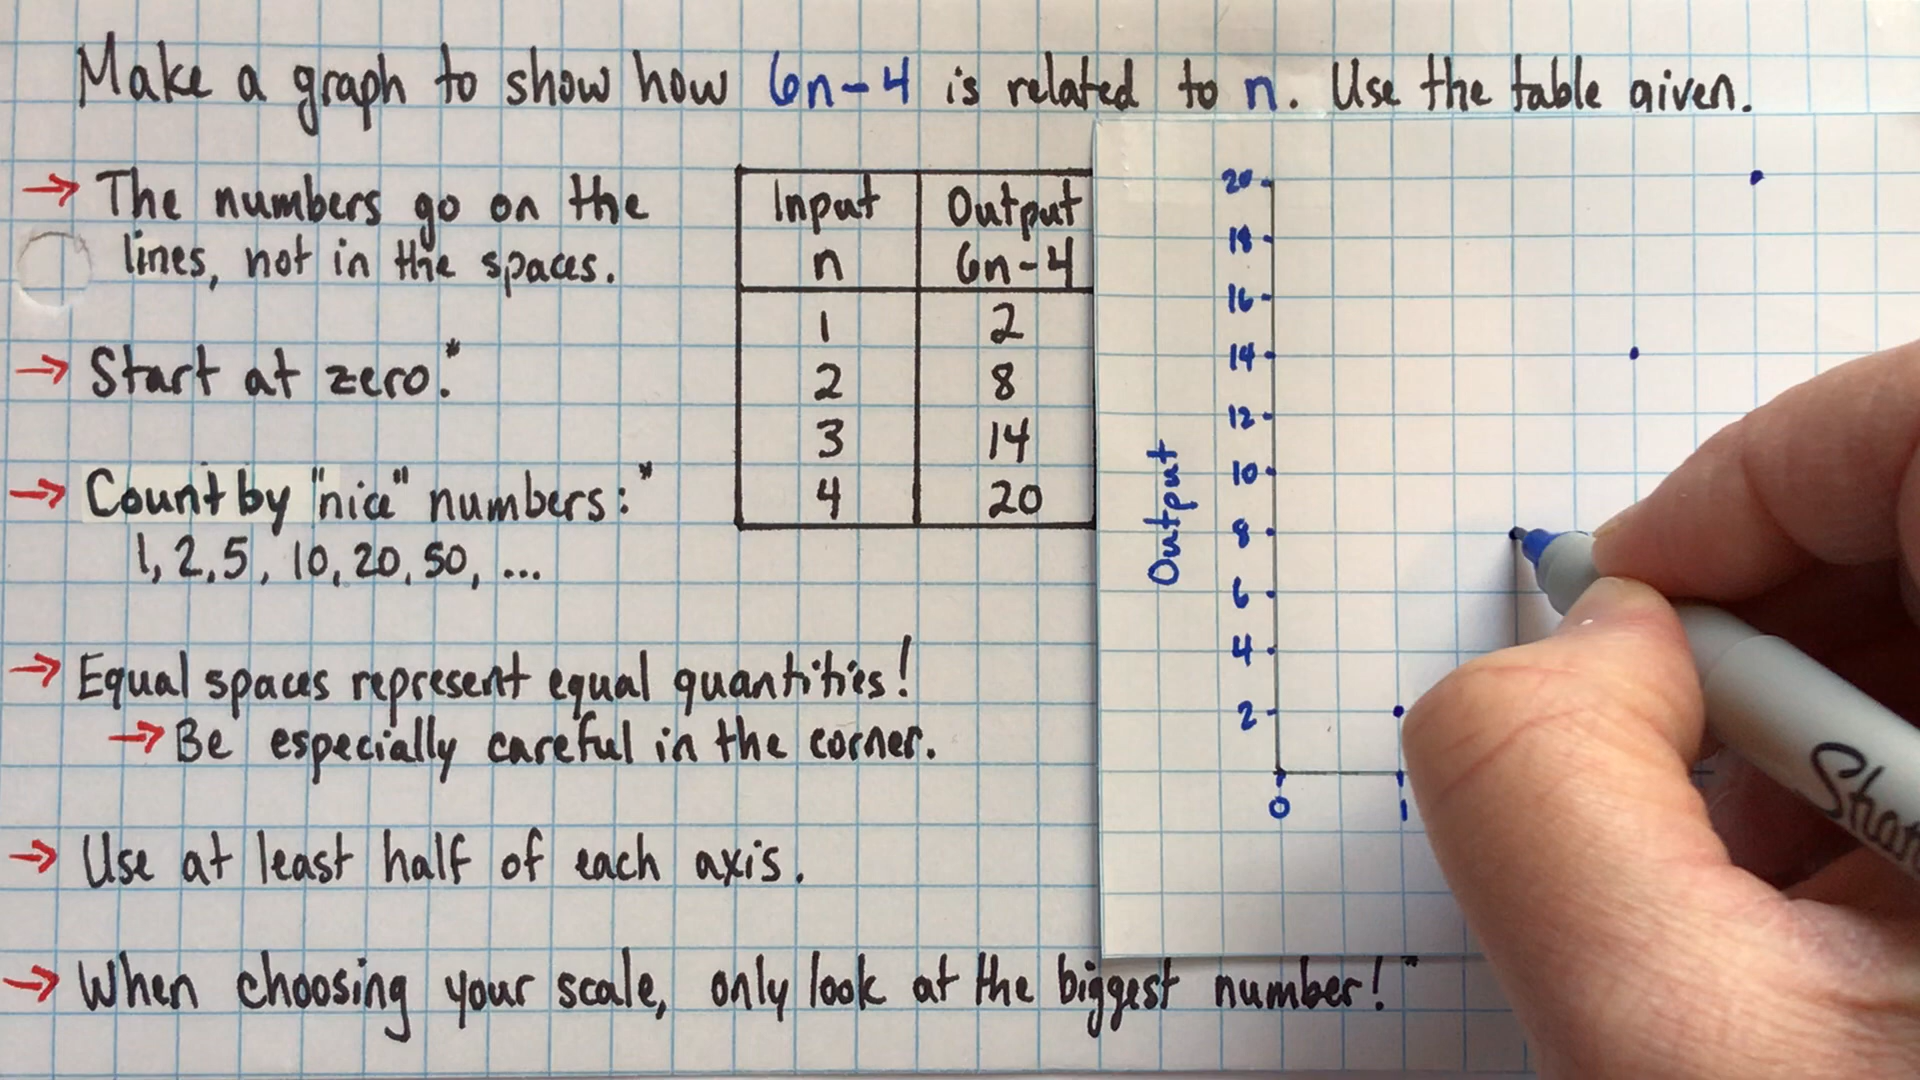 Make a graph to show how 6n-4 is related to n. Use the table given.
→ The numbers go on the
lines, not in the spaces.
→ Start at zero.*
→ Count by "nice" numbers:*
1, 2, 5, 10, 20, 50, ...
→ Equal spaces represent equal quantities!
→ Be especially careful in the corner.
→ Use at least half of each axis.
→ When choosing your scale, only look at the biggest number!*
Input Output
n 6n-4
1 2
2 8
3 14
4 20
Output
20
18
16
14
12
10
8
6
4
2
0 1